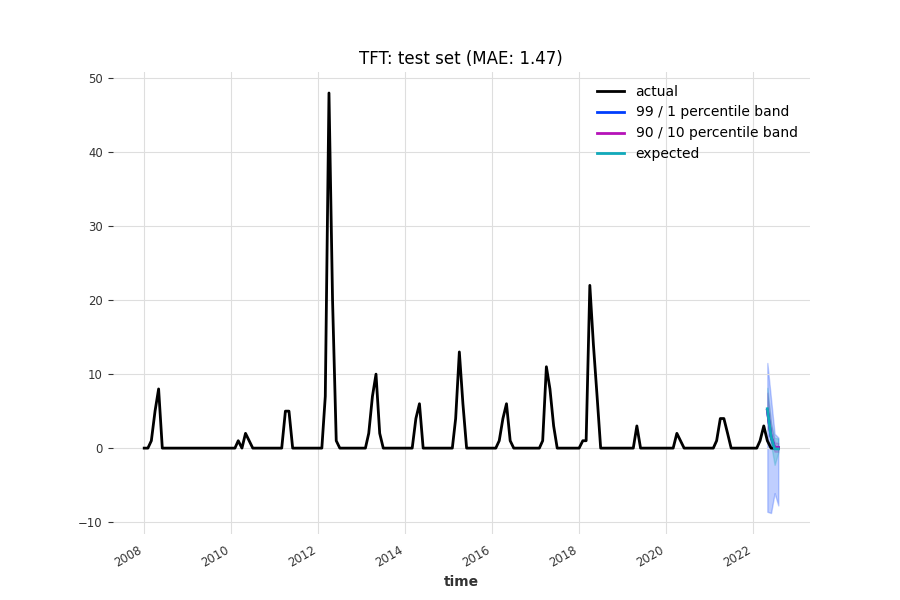 TFT: test set (MAE: 1.47)
actual
99 / 1 percentile band
90 / 10 percentile band
expected
50
40
30
20
10
0
−10
2008 2010 2012 2014 2016 2018 2020 2022
time